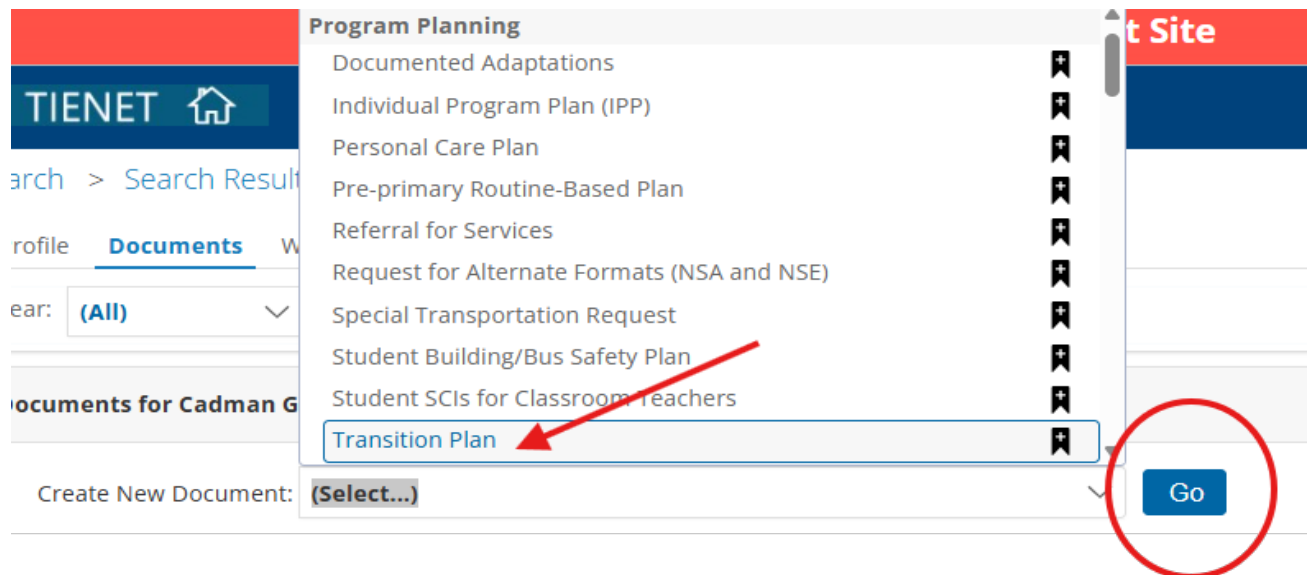 Program Planning
t Site
Documented Adaptations
TIENET
Individual Program Plan (IPP)
Personal Care Plan
arch > Search Result
Pre-primary Routine-Based Plan
Referral for Services
rofile Documents W
Request for Alternate Formats (NSA and NSE)
ear: (All)
Special Transportation Request
Student Building/Bus Safety Plan
ocuments for Cadman G
Student SCIs for Classroom Teachers
Transition Plan
Create New Document: (Select...) Go